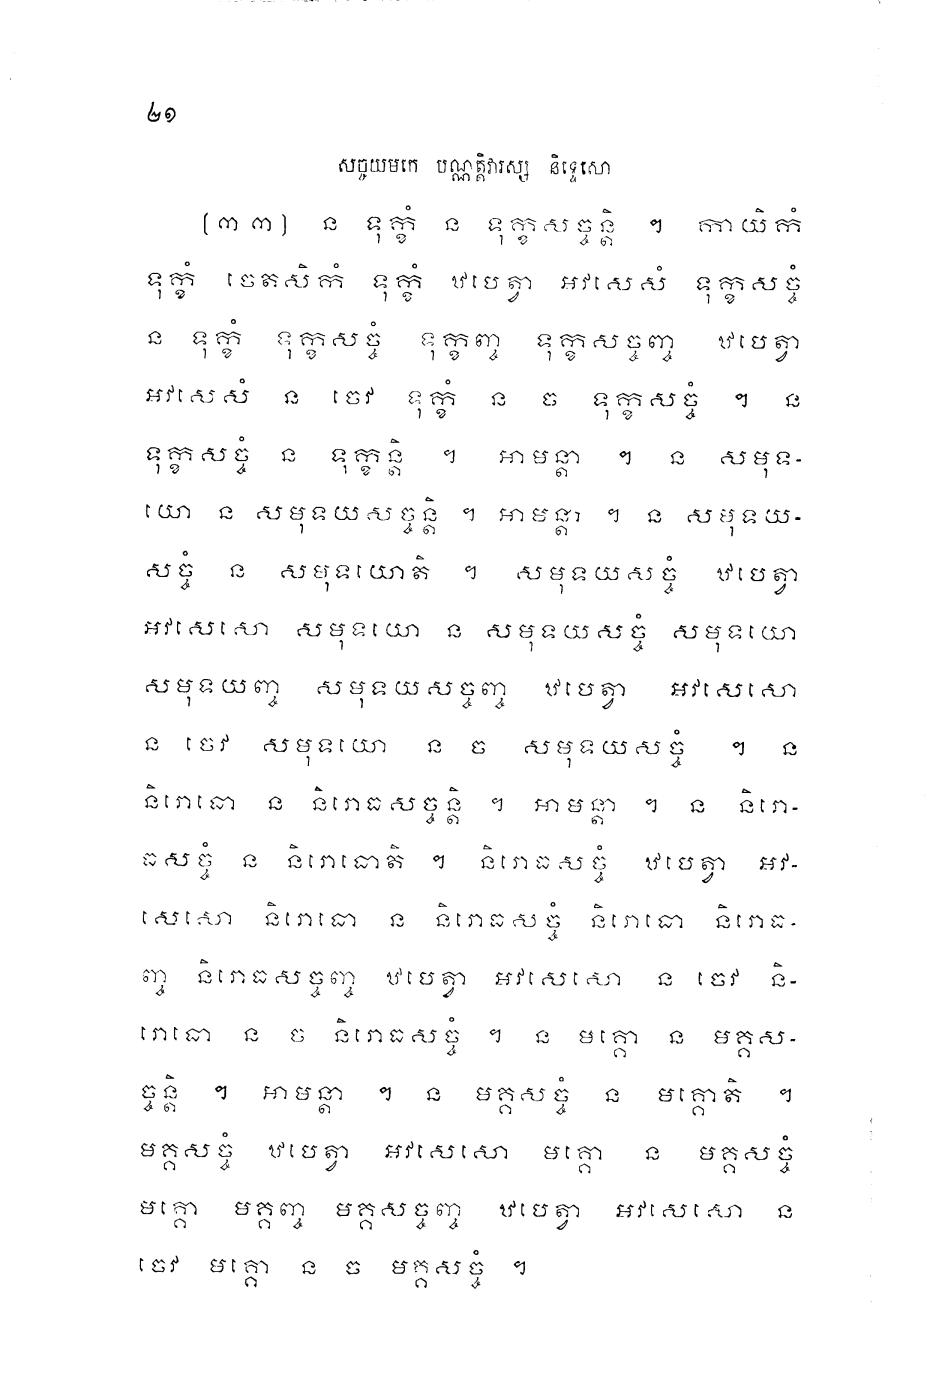 ២១
សច្ចយមកេ បណ្ណត្តិវារស្ស និទ្ទេសោ
[៣៣] ន ទុក្ខំ ន ទុក្ខសច្ចន្តិ ។ កាយិកំ
ទុក្ខំ ចេតសិកំ ទុក្ខំ ឋបេត្វា អវសេសំ ទុក្ខសច្ចំ
ន ទុក្ខំ ទុក្ខសច្ចំ ទុក្ខញ្ច ទុក្ខសច្ចញ្ច ឋបេត្វា
អវសេសំ ន ចេវ ទុក្ខំ ន ច ទុក្ខសច្ចំ ។ ន
ទុក្ខសច្ចំ ន ទុក្ខន្តិ ។ អាមន្តា ។ ន សមុទ-
យោ ន សមុទយសច្ចន្តិ ។ អាមន្តា ។ ន សមុទយ-
សច្ចំ ន សមុទយោតិ ។ សមុទយសច្ចំ ឋបេត្វា
អវសេសោ សមុទយោ ន សមុទយសច្ចំ សមុទយោ
សមុទយញ្ច សមុទយសច្ចញ្ច ឋបេត្វា អវសេសោ
ន ចេវ សមុទយោ ន ច សមុទយសច្ចំ ។ ន
និរោធោ ន និរោធសច្ចន្តិ ។ អាមន្តា ។ ន និរោ-
ធសច្ចំ ន និរោធោតិ ។ និរោធសច្ចំ ឋបេត្វា អវ-
សេសោ និរោធោ ន និរោធសច្ចំ និរោធោ និរោធ-
ញ្ច និរោធសច្ចញ្ច ឋបេត្វា អវសេសោ ន ចេវ និ-
រោធោ ន ច និរោធសច្ចំ ។ ន មគ្គោ ន មគ្គស-
ច្ចន្តិ ។ អាមន្តា ។ ន មគ្គសច្ចំ ន មគ្គោតិ ។
មគ្គសច្ចំ ឋបេត្វា អវសេសោ មគ្គោ ន មគ្គសច្ចំ
មគ្គោ មគ្គញ្ច មគ្គសច្ចញ្ច ឋបេត្វា អវសេសោ ន
ចេវ មគ្គោ ន ច មគ្គសច្ចំ ។